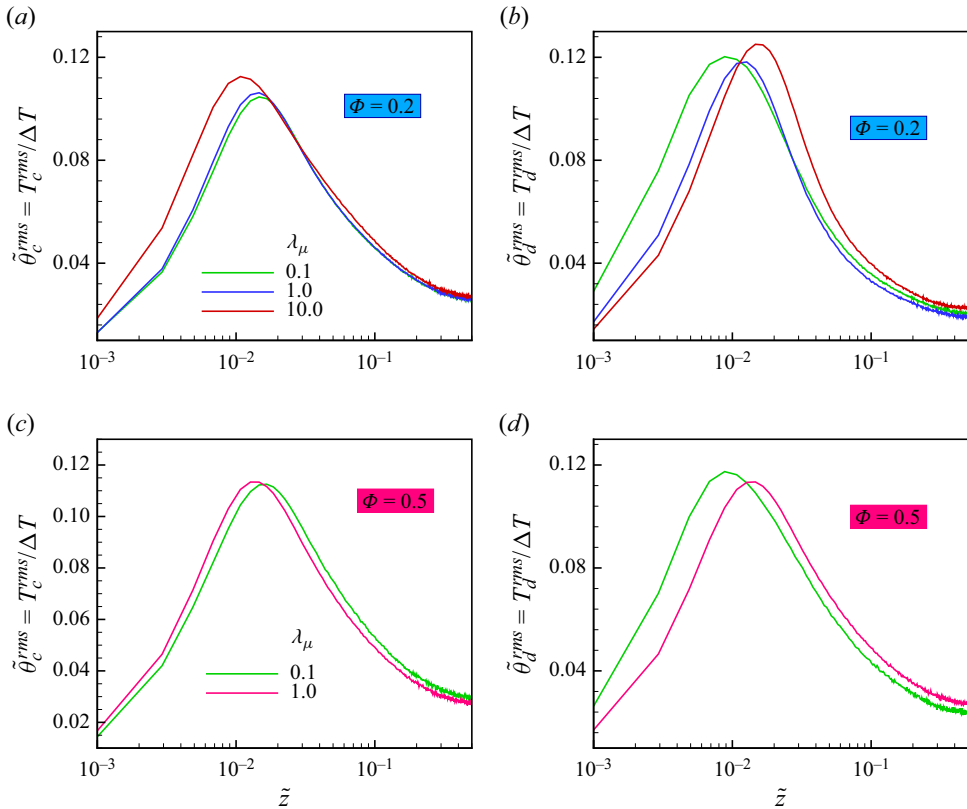 (a)
(b)
0.12
0.08
0.04
θ̃_c^{rms} = T_c^{rms}/ΔT
Φ = 0.2
λ_μ
0.1
1.0
10.0
10^{–3}
10^{–2}
10^{–1}
0.12
0.08
0.04
θ̃_d^{rms} = T_d^{rms}/ΔT
Φ = 0.2
10^{–3}
10^{–2}
10^{–1}
(c)
(d)
0.12
0.10
0.08
0.06
0.04
0.02
θ̃_c^{rms} = T_c^{rms}/ΔT
Φ = 0.5
λ_μ
0.1
1.0
10^{–3}
10^{–2}
10^{–1}
z̃
0.12
0.08
0.04
θ̃_d^{rms} = T_d^{rms}/ΔT
Φ = 0.5
10^{–3}
10^{–2}
10^{–1}
z̃